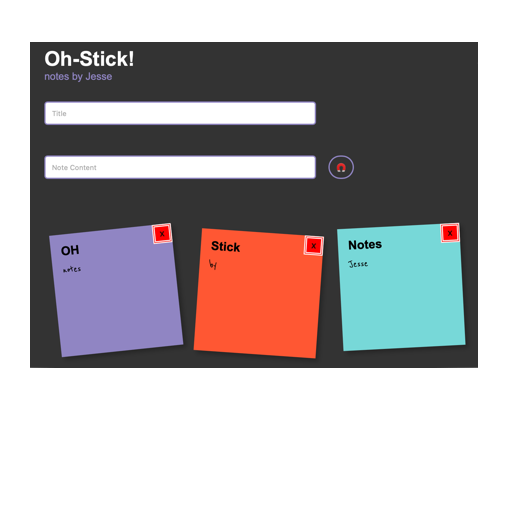 Oh-Stick!
notes by Jesse
Title
Note Content
OH
x
notes
Stick
x
by
Notes
x
Jesse